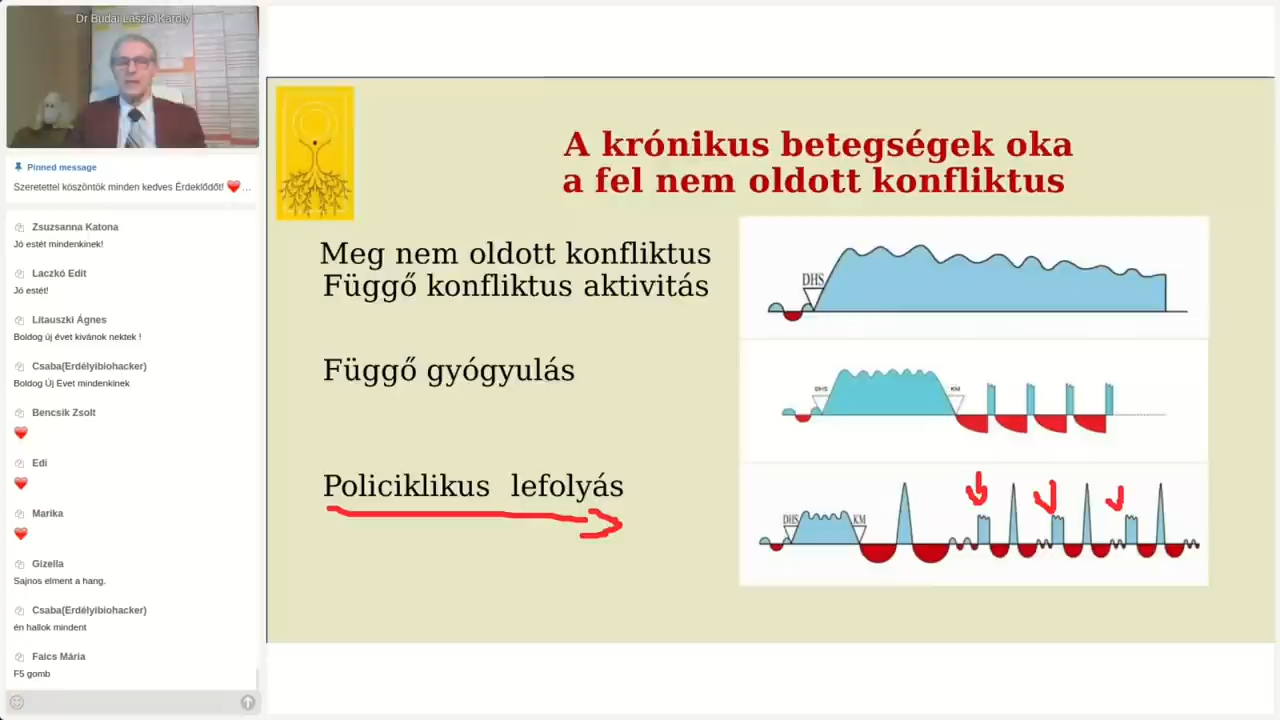 Dr Budai László Károly
Pinned message
Szeretettel köszöntök minden kedves Érdeklődőt! ❤️ ...
Zsuzsanna Katona
Jó estét mindenkinek!
Laczkó Edit
Jó estét!
Litauszki Ágnes
Boldog új évet kivánok nektek !
Csaba(Erdélyibiohacker)
Boldog Új Evet mindenkinek
Bencsik Zsolt
❤️
Edi
❤️
Marika
❤️
Gizella
Sajnos elment a hang.
Csaba(Erdélyibiohacker)
én hallok mindent
Faics Mária
F5 gomb
A krónikus betegségek oka
a fel nem oldott konfliktus
Meg nem oldott konfliktus
Függő konfliktus aktivitás
DHS
Függő gyógyulás
DHS
KM
Policiklikus lefolyás
DHS
KM